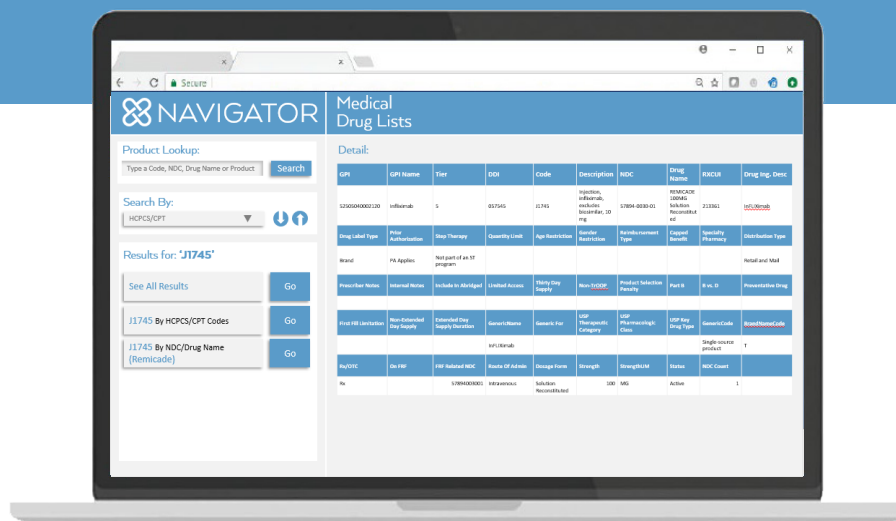 Secure
NAVIGATOR
Medical
Drug Lists
Product Lookup:
Type a Code, NDC, Drug Name or Product
Search
Search By:
HCPCS/CPT
Results for: 'J1745'
See All Results
Go
J1745 By HCPCS/CPT Codes
Go
J1745 By NDC/Drug Name
(Remicade)
Go
Detail:
GPI GPI Name Tier DDI Code Description NDC Drug Name RXCUI Drug Ing. Desc
52505040002120 infliximab 5 057545 J1745 Injection, infliximab, excludes biosimilar, 10 mg 57894-0030-01 REMICADE 100MG Solution Reconstituted InFLIXimab
Drug Label Type Prior Authorization Step Therapy Quantity Limit Age Restriction Gender Restriction Reimbursement Type Capped Benefit Specialty Pharmacy Distribution Type
Brand PA Applies Not part of an ST program Retail and Mail
Prescriber Notes Internal Notes Include In Abridged Limited Access Thirty Day Supply Non-TrOOP Product Selection Penalty Part B B vs. D Preventative Drug
First Fill Limitation Non-Extended Day Supply Extended Day Supply Duration GenericName Generic For USP Therapeutic Category USP Pharmacologic Class USP Key Drug Type GenericCode BrandNameCode
InFLIXimab Single-source product T
Rx/OTC On FRF FRF Related NDC Route Of Admin Dosage Form Strength StrengthUM Status NDC Count
Rx 57894003001 Intravenous Solution Reconstituted 100 MG Active 1